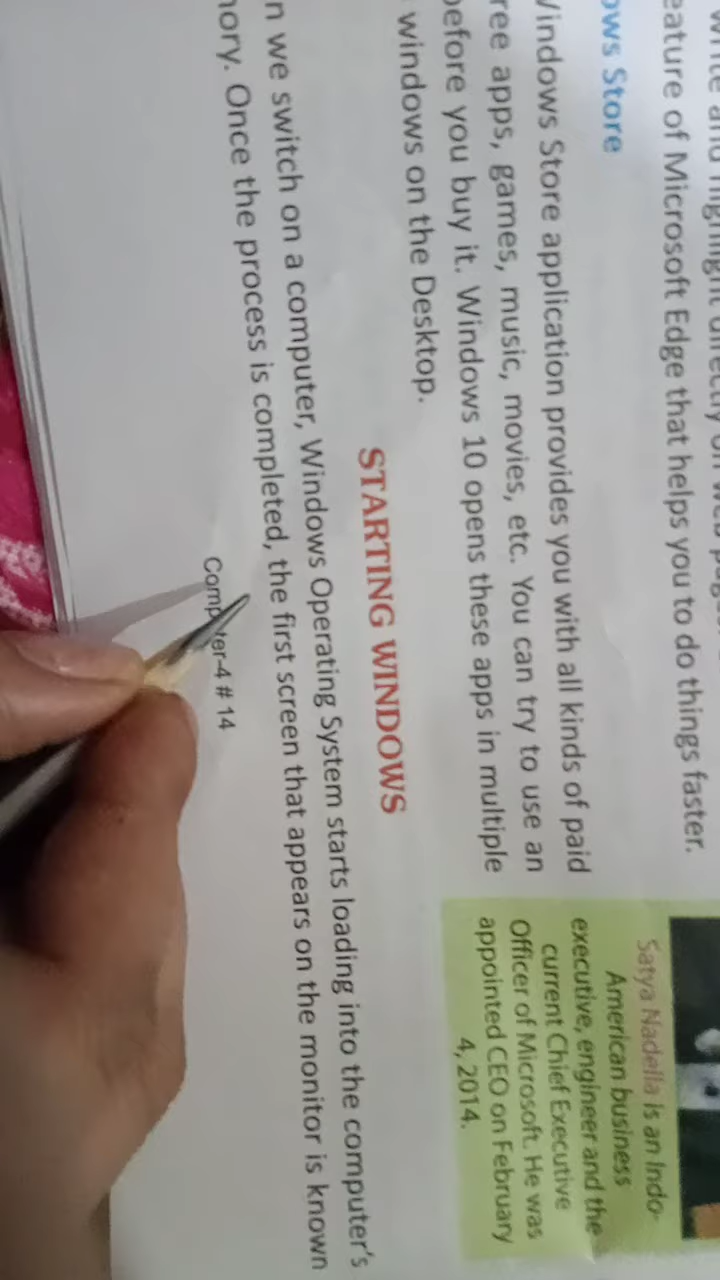 eature of Microsoft Edge that helps you to do things faster.
ows Store
Windows Store application provides you with all kinds of paid
ree apps, games, music, movies, etc. You can try to use an
before you buy it. Windows 10 opens these apps in multiple
windows on the Desktop.
Satya Nadella is an Indo-
American business
executive, engineer and the
current Chief Executive
Officer of Microsoft. He was
appointed CEO on February
4, 2014.
STARTING WINDOWS
n we switch on a computer, Windows Operating System starts loading into the computer's
nory. Once the process is completed, the first screen that appears on the monitor is known
Computer-4 # 14